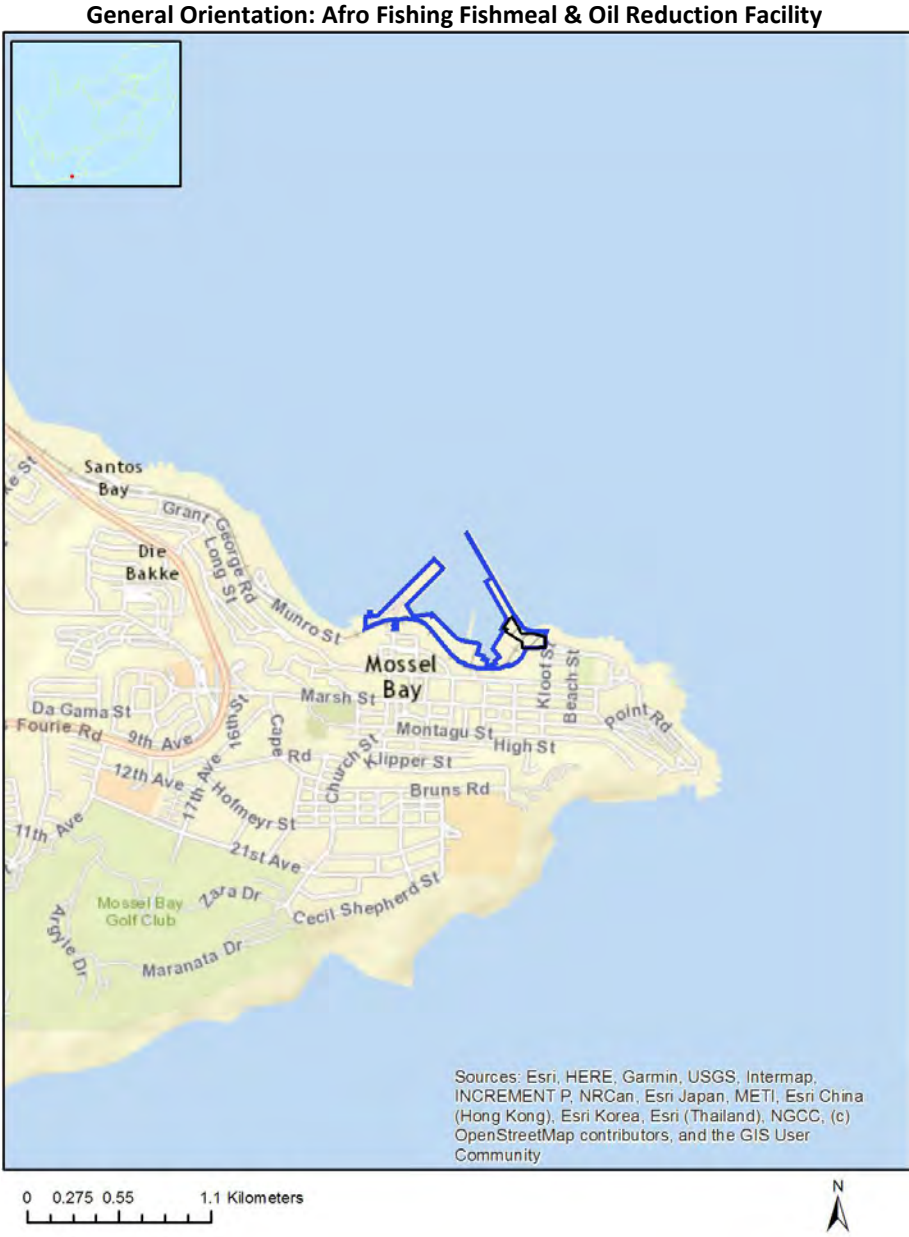 General Orientation: Afro Fishing Fishmeal & Oil Reduction Facility
Santos
Bay
Grant
George Rd
Long St
Die
Bakke
Munro St
Mossel
Bay
Kloof St
Beach St
Point Rd
Marsh St
Da Gama St
Fourie Rd
9th Ave
16th St
Cape
Rd
Montagu St
High St
Church St
Klipper St
12th Ave
17th Ave
Hofmeyr St
Bruns Rd
11th Ave
21st Ave
Mossel Bay
Golf Club
Zara Dr
Cecil Shepherd St
Argyle Dr
Maranata Dr
Sources: Esri, HERE, Garmin, USGS, Intermap,
INCREMENT P, NRCan, Esri Japan, METI, Esri China
(Hong Kong), Esri Korea, Esri (Thailand), NGCC, (c)
OpenStreetMap contributors, and the GIS User
Community
0 0.275 0.55 1.1 Kilometers
N